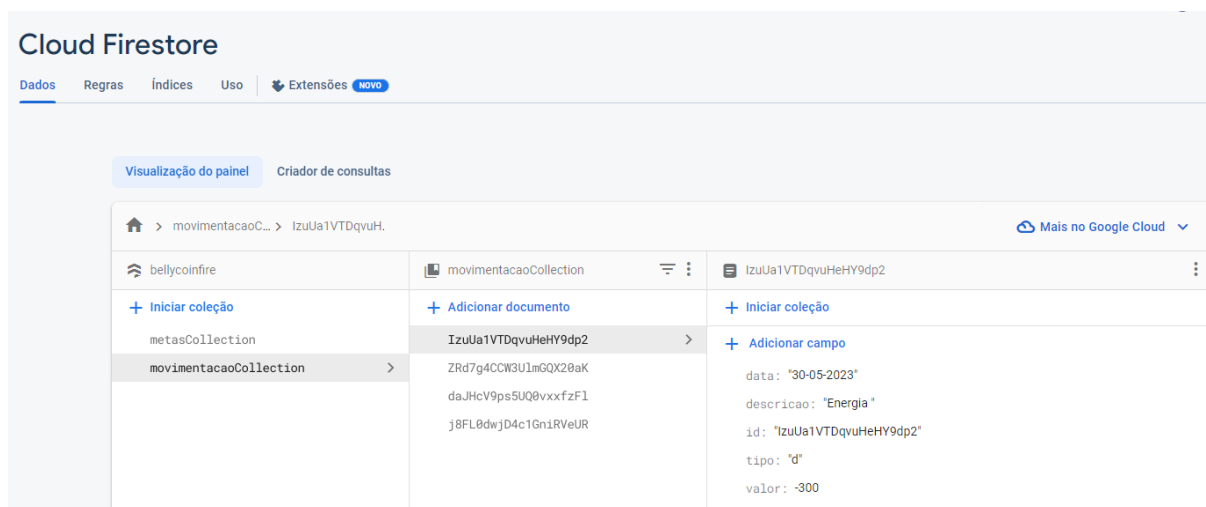 Cloud Firestore
Dados Regras Índices Uso Extensões NOVO
Visualização do painel Criador de consultas
movimentacaoC... > IzuUa1VTDqvuH. Mais no Google Cloud
bellycoinfire movimentacaoCollection IzuUa1VTDqvuHeHY9dp2
+ Iniciar coleção + Adicionar documento + Iniciar coleção
metasCollection IzuUa1VTDqvuHeHY9dp2 > + Adicionar campo
movimentacaoCollection > ZRd7g4CCW3UlmGQX20aK data: "30-05-2023"
daJHcV9ps5UQ0vxxfzFl descricao: "Energia "
j8FL0dwjD4c1GniRVeUR id: "IzuUa1VTDqvuHeHY9dp2"
tipo: "d"
valor: -300